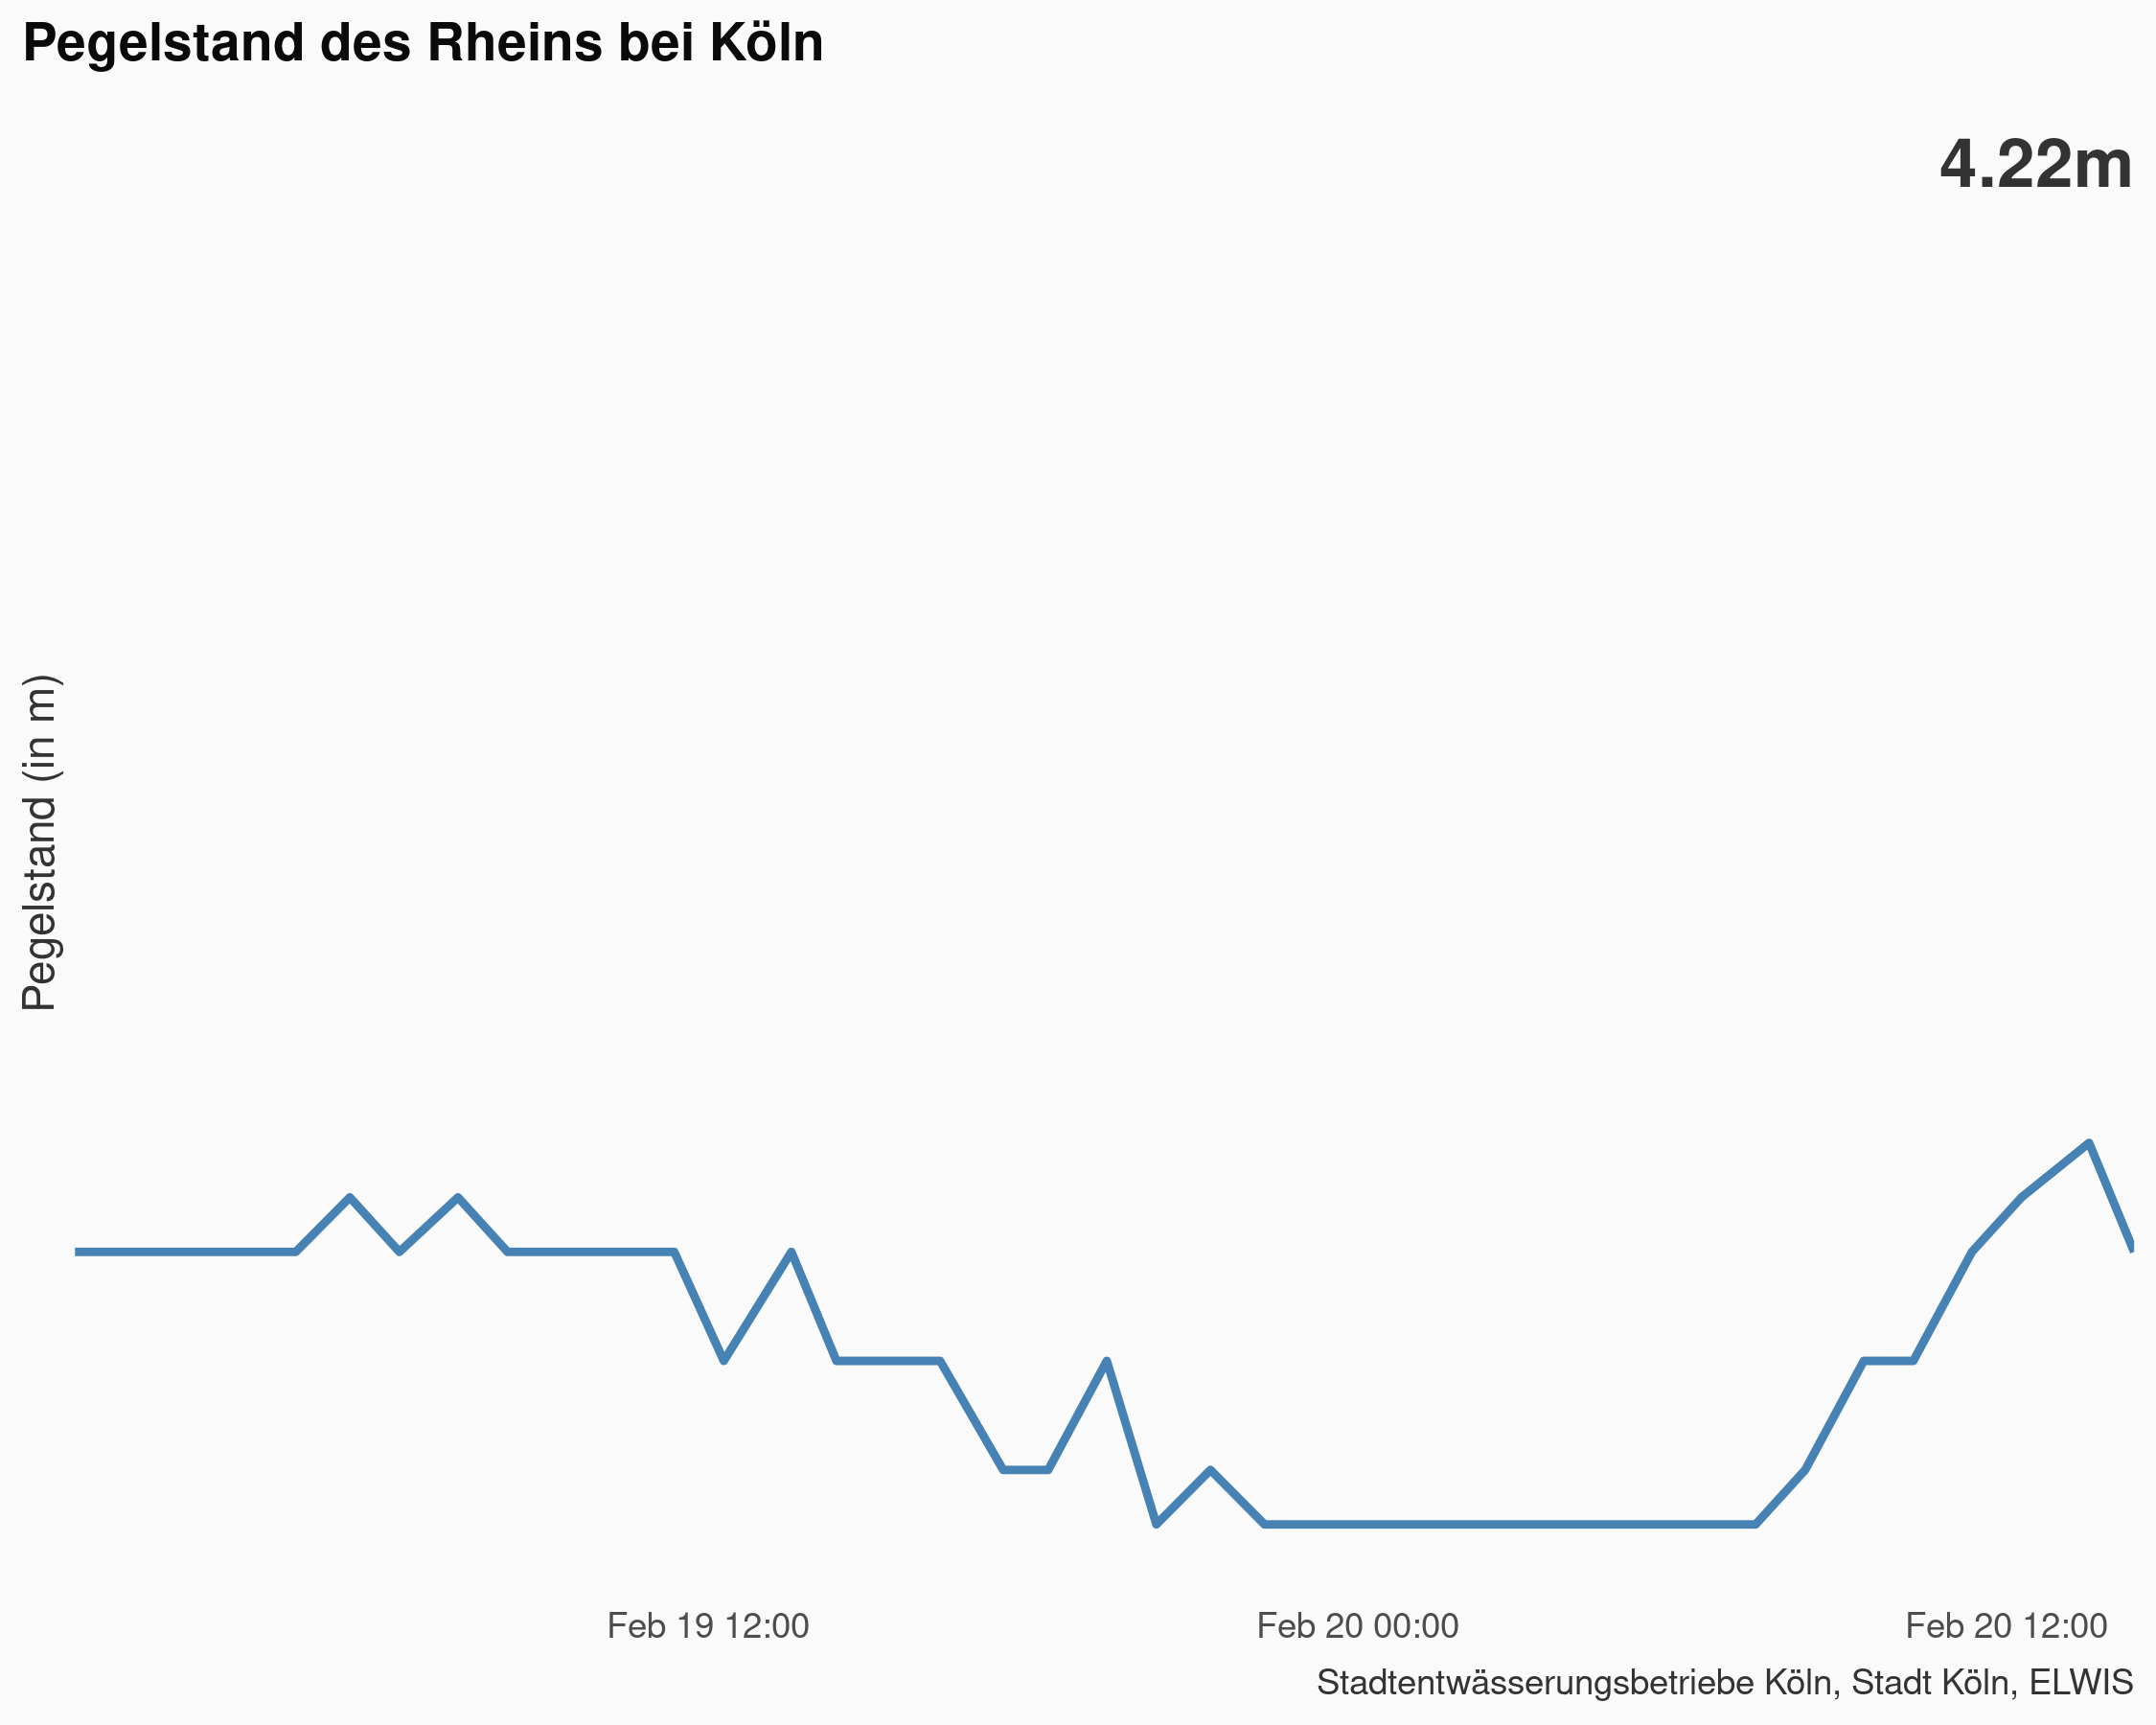 Pegelstand des Rheins bei Köln
4.22m
Pegelstand (in m)
Feb 19 12:00
Feb 20 00:00
Feb 20 12:00
Stadtentwässerungsbetriebe Köln, Stadt Köln, ELWIS